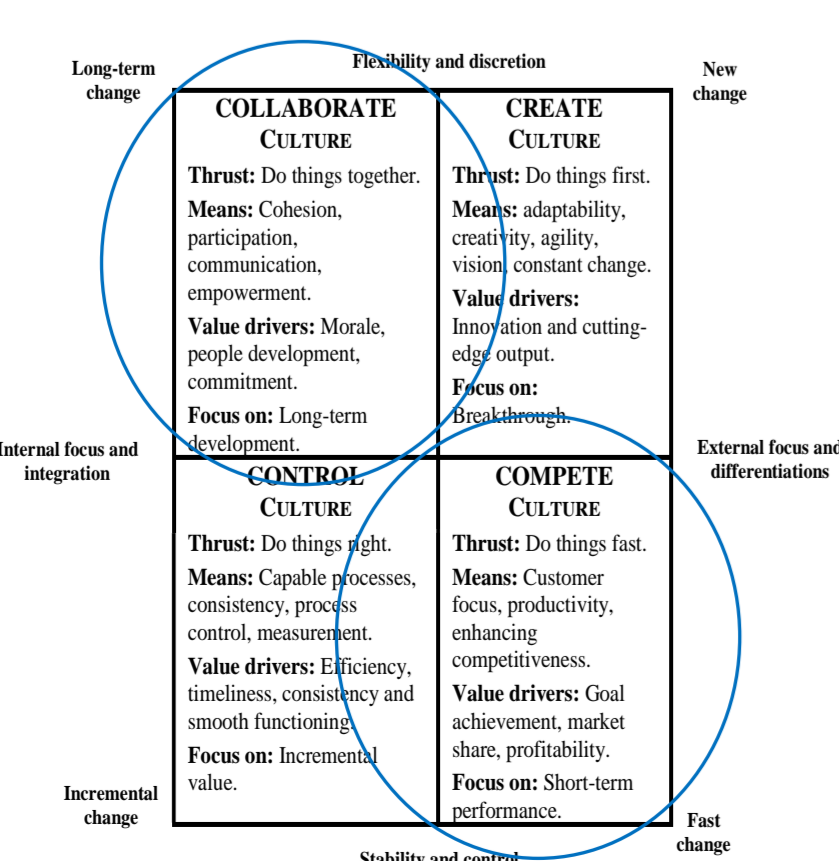 Flexibility and discretion
Long-term
change
New
change
COLLABORATE
CULTURE
Thrust: Do things together.
Means: Cohesion,
participation,
communication,
empowerment.
Value drivers: Morale,
people development,
commitment.
Focus on: Long-term
development.
CREATE
CULTURE
Thrust: Do things first.
Means: adaptability,
creativity, agility,
vision, constant change.
Value drivers:
Innovation and cutting-
edge output.
Focus on:
Breakthrough.
Internal focus and
integration
External focus and
differentiations
CONTROL
CULTURE
Thrust: Do things right.
Means: Capable processes,
consistency, process
control, measurement.
Value drivers: Efficiency,
timeliness, consistency and
smooth functioning.
Focus on: Incremental
value.
COMPETE
CULTURE
Thrust: Do things fast.
Means: Customer
focus, productivity,
enhancing
competitiveness.
Value drivers: Goal
achievement, market
share, profitability.
Focus on: Short-term
performance.
Incremental
change
Fast
change
Stability and control